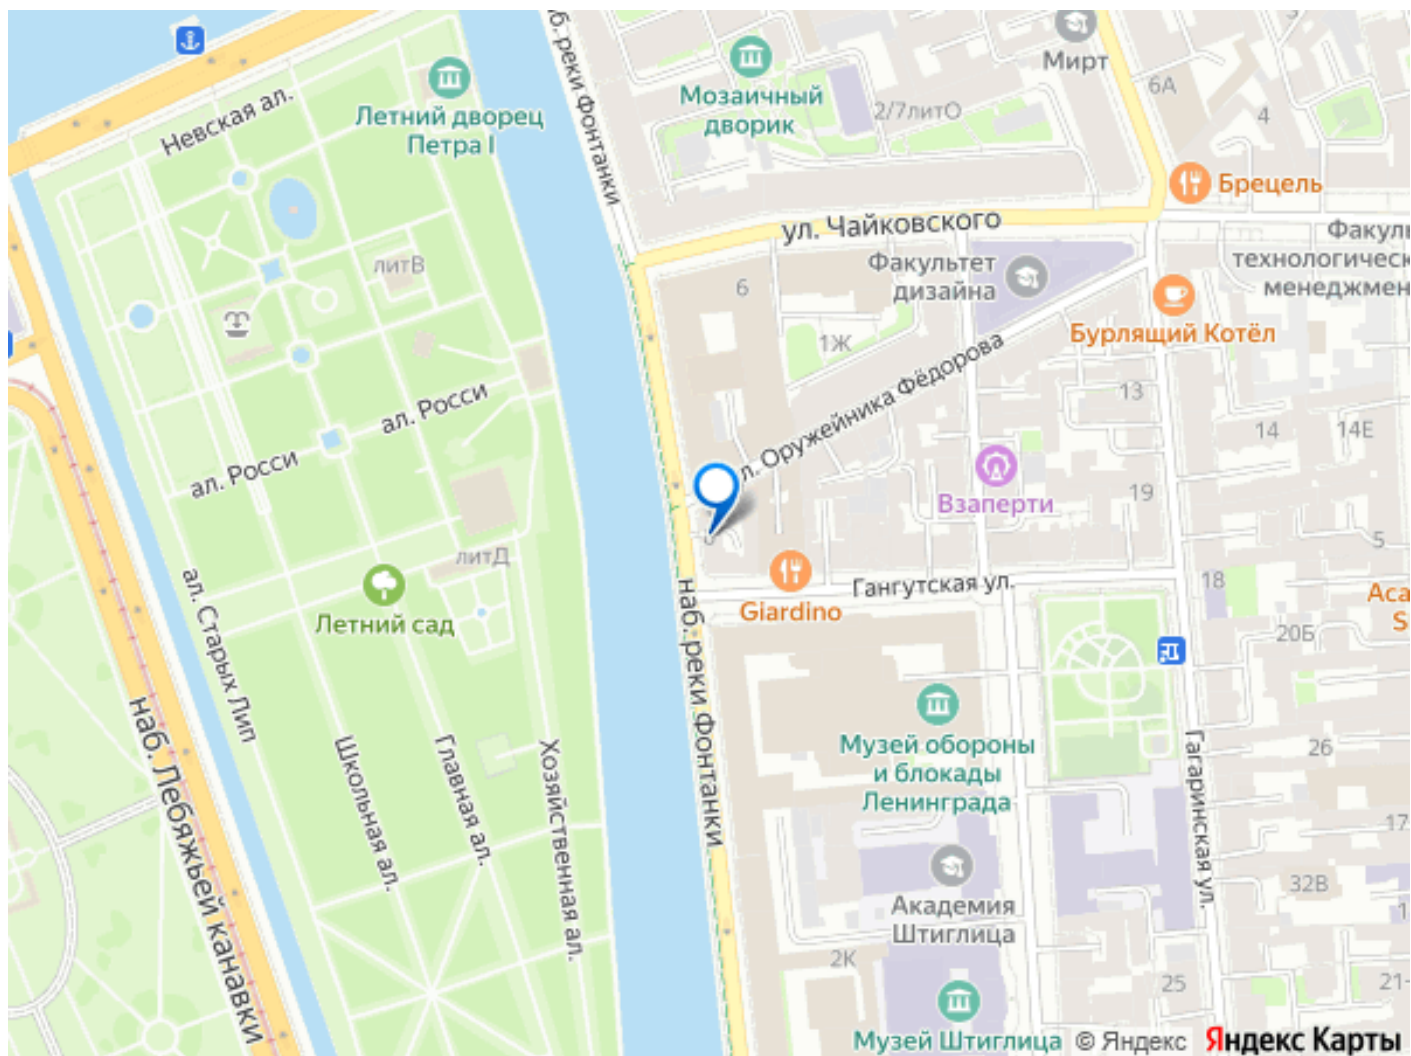 Невская ал.
Летний дворец
Петра I
наб. реки Фонтанки
Мозаичный
дворик
2/7литО
Мирт
6А
4
Брецель
ул. Чайковского
Факультет
дизайна
технологическ
менеджмен
Бурлящий Котёл
литВ
6
1Ж
ул. Оружейника Фёдорова
13
14
14Е
ал. Росси
ал. Росси
Взаперти
19
5
литД
Летний сад
Giardino
Гангутская ул.
18
20Б
ал. Старых Лип
наб. реки Фонтанки
Музей обороны
и блокады
Ленинграда
26
наб. Лебяжьей канавки
Школьная ал.
Главная ал.
Хозяйственная ал.
Гагаринская ул.
17
32В
Академия
Штиглица
2К
25
21-
Музей Штиглица
© Яндекс
Яндекс Карты